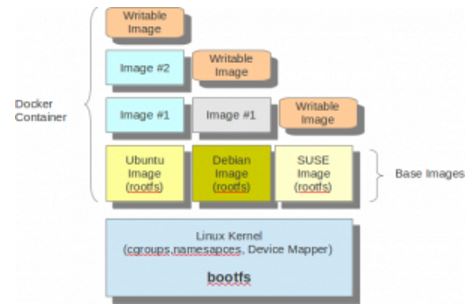 Writable
Image
Image #2
Writable
Image
Docker
Container
Image #1
Image #1
Writable
Image
Ubuntu
Image
(rootfs)
Debian
Image
(rootfs)
SUSE
Image
(rootfs)
Base Images
Linux Kernel
(cgroups,namesapces, Device Mapper)
bootfs